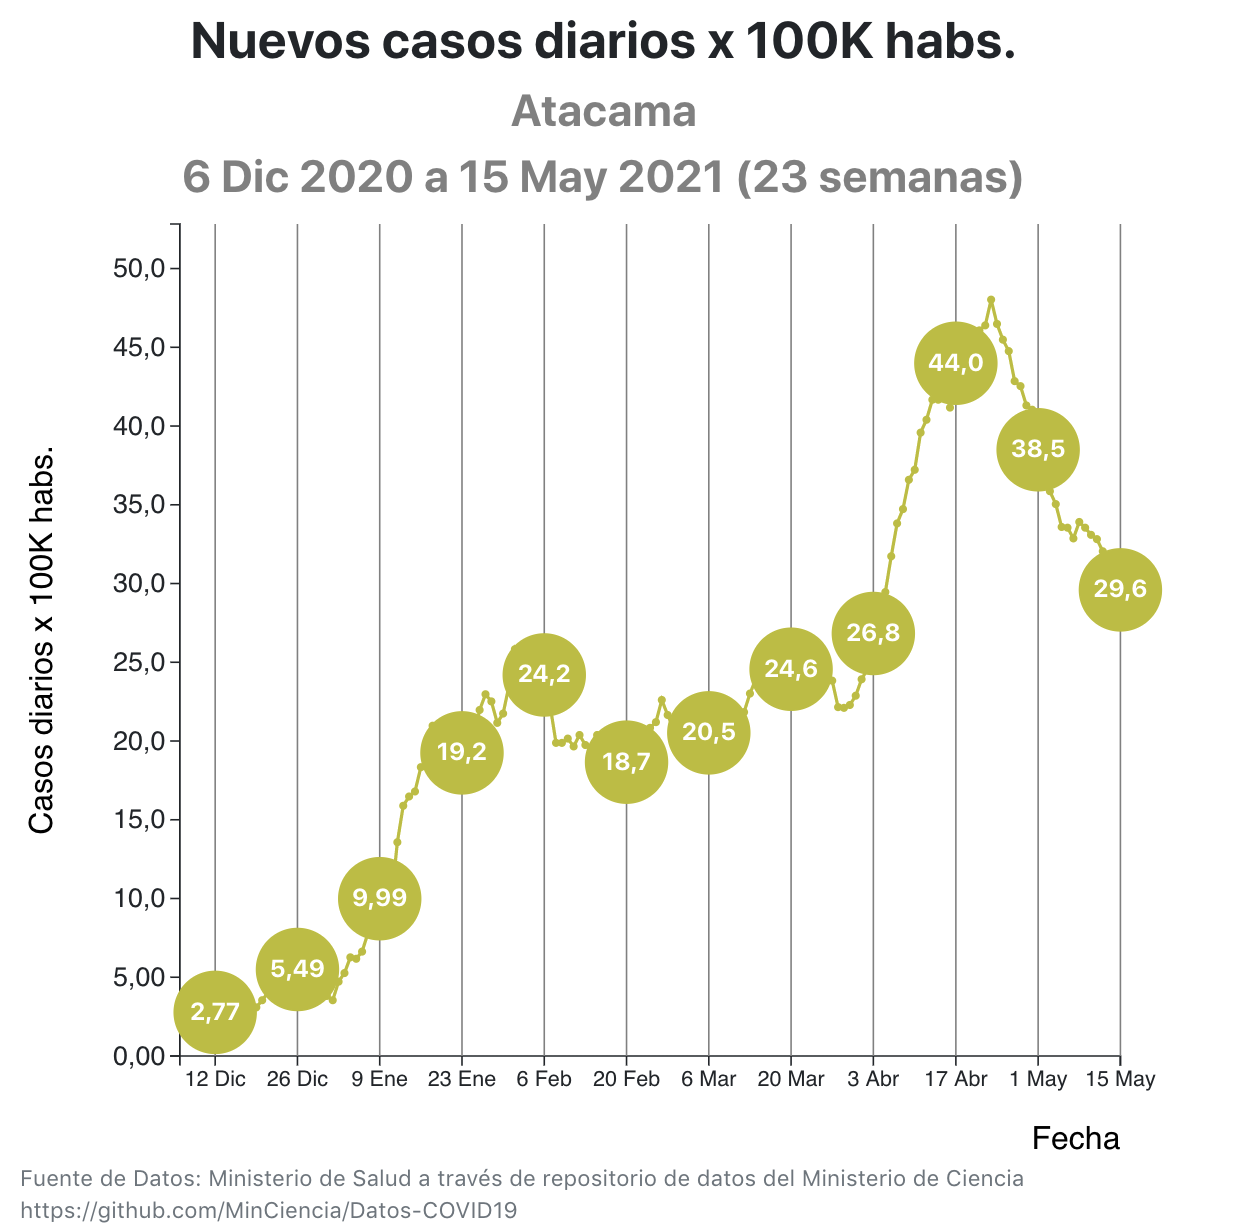 Nuevos casos diarios x 100K habs.
Atacama
6 Dic 2020 a 15 May 2021 (23 semanas)
Casos diarios x 100K habs.
50,0
45,0
40,0
35,0
30,0
25,0
20,0
15,0
10,0
5,00
0,00
2,77
5,49
9,99
19,2
24,2
18,7
20,5
24,6
26,8
44,0
38,5
29,6
12 Dic 26 Dic 9 Ene 23 Ene 6 Feb 20 Feb 6 Mar 20 Mar 3 Abr 17 Abr 1 May 15 May
Fecha
Fuente de Datos: Ministerio de Salud a través de repositorio de datos del Ministerio de Ciencia
https://github.com/MinCiencia/Datos-COVID19